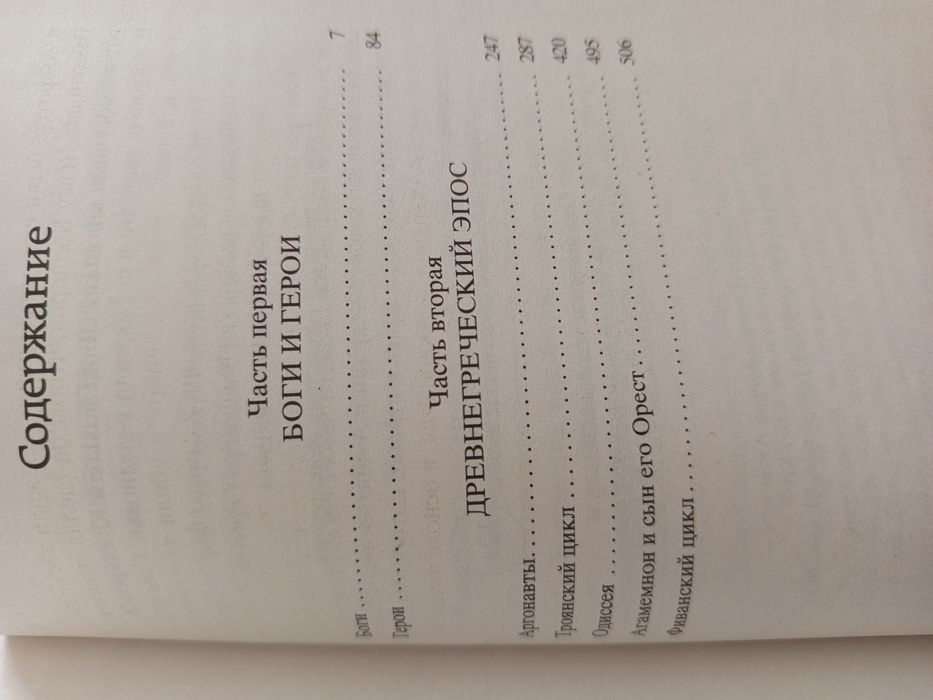 Содержание
Часть первая
БОГИ И ГЕРОИ
Боги ........................................ 7
Герои ........................................ 84
Часть вторая
ДРЕВНЕГРЕЧЕСКИЙ ЭПОС
Аргонавты........................................ 247
Троянский цикл ........................................ 287
Одиссея ........................................ 420
Агамемнон и сын его Орест........................................ 495
Фиванский цикл ........................................ 506